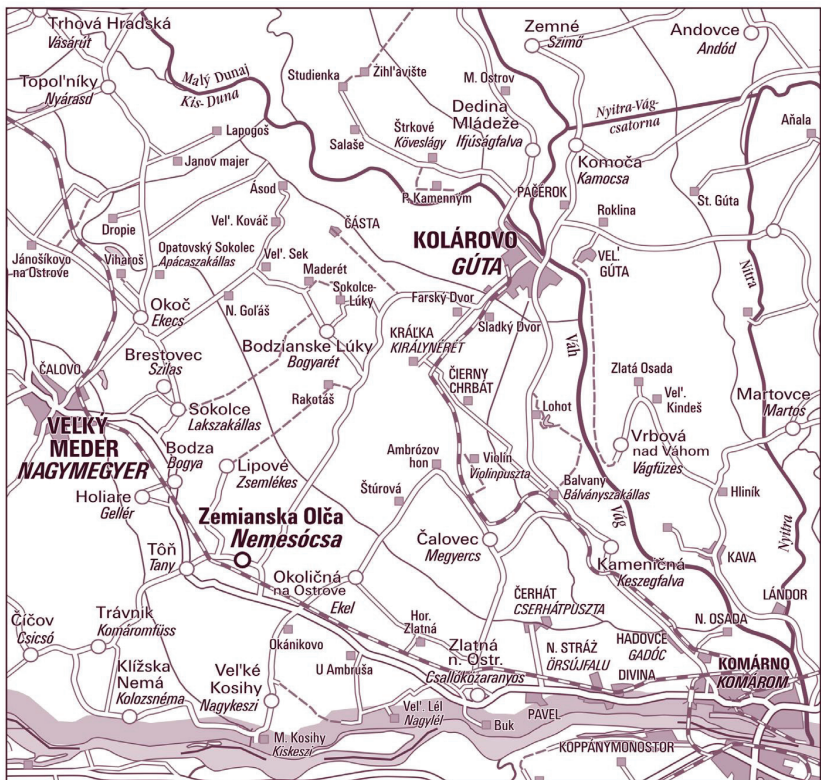 Trhová Hradská
Vásárút
Zemné
Szimő
Andovce
Andód
Malý Dunaj
Kis-Duna
Studienka
Žihľavište
M. Ostrov
Topoľníky
Nyárasd
Dedina
Mládeže
Ifjúságfalva
Nyitra-Vág-
csatorna
Aňala
Lapogoš
Salaše
Štrkové
Köveslágy
Janov majer
Komoča
Kamocsa
Ásod
P. Kamenným
PAČÉROK
St. Gúta
Dropie
Veľ. Kováč
ČÁSTA
KOLÁROVO
GÚTA
Roklina
Jánošíkovo
na Ostrove
Viharoš
Opatovský Sokolec
Apácaszakállas
Veľ. Sek
Maderét
VEĽ.
GÚTA
Nitra
Sokolce-
Lúky
Okoč
Ekecs
N. Goľáš
Farský Dvor
Sladký Dvor
Bodzianske Lúky
Bogyarét
KRÁĽKA
KIRÁLYNÉRÉT
Váh
Brestovec
Szilas
ČALOVO
ČIERNY
CHRBÁT
Zlatá Osada
Rakotáš
Veľ.
Kindeš
Martovce
Martos
Sokolce
Lakszakállas
Lohot
VEĽKÝ
MEDER
NAGYMEGYER
Vrbová
nad Váhom
Vágfüzes
Bodza
Bogya
Lipové
Zsemlékes
Ambrózov
hon
Violín
Violinpuszta
Holiare
Gellér
Štúrová
Balvany
Bálványszakállas
Hliník
Zemianska Olča
Nemesócsa
Vág
Nyitra
Čalovec
Megyercs
Tôň
Tany
Kameničná
Keszegfalva
KAVA
Okoličná
na Ostrove
Ekel
ČERHÁT
CSERHÁTPUSZTA
LÁNDOR
Trávnik
Komáromfüss
N. OSADA
Číčov
Csicsó
Hor.
Zlatná
Okánikovo
HADOVCE
GADÓC
N. STRÁŽ
ÖRSÚJFALU
Zlatná
n. Ostr.
Csallóközaranyos
Klížska
Nemá
Kolozsnéma
U Ambruša
DIVINA
KOMÁRNO
KOMÁROM
Veľké
Kosihy
Nagykeszi
Veľ. Lél
Nagylél
PAVEL
Buk
M. Kosihy
Kiskeszi
KOPPÁNYMONOSTOR